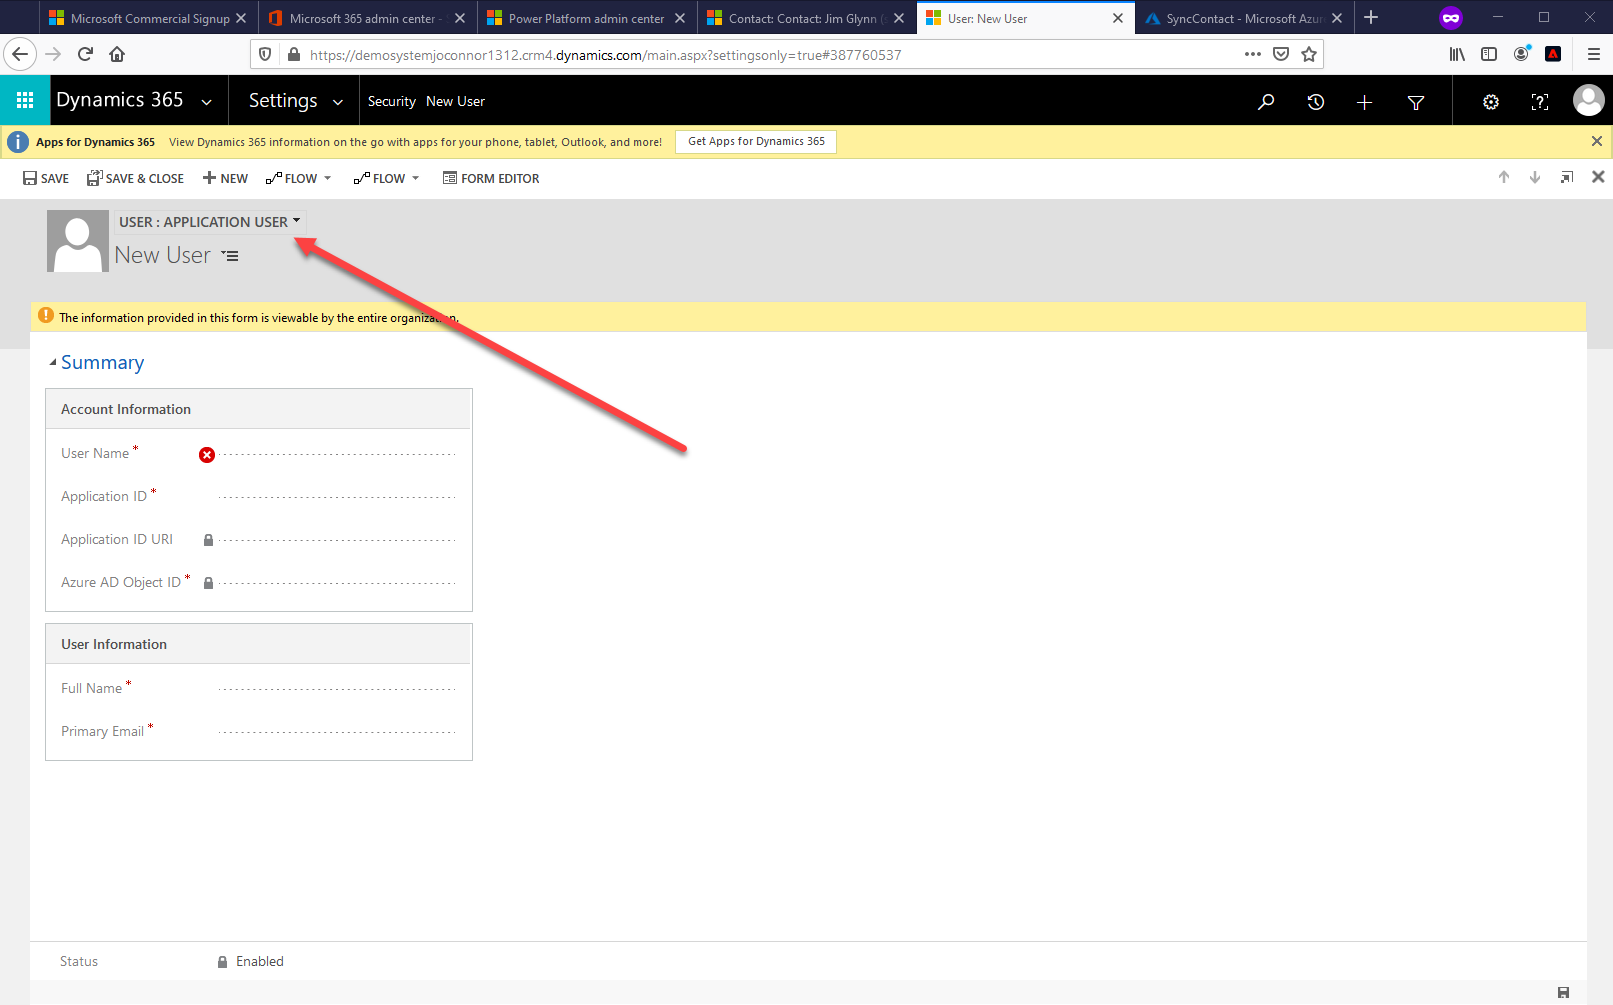 Microsoft Commercial Signup
Microsoft 365 admin center -
Power Platform admin center
Contact: Contact: Jim Glynn (s
User: New User
SyncContact - Microsoft Azur
https://demosystemjoconnor1312.crm4.dynamics.com/main.aspx?settingsonly=true#387760537
Dynamics 365
Settings
Security New User
Apps for Dynamics 365 View Dynamics 365 information on the go with apps for your phone, tablet, Outlook, and more! Get Apps for Dynamics 365
SAVE SAVE & CLOSE NEW FLOW FLOW FORM EDITOR
USER : APPLICATION USER
New User
The information provided in this form is viewable by the entire organization.
Summary
Account Information
User Name *
Application ID *
Application ID URI
Azure AD Object ID *
User Information
Full Name *
Primary Email *
Status Enabled